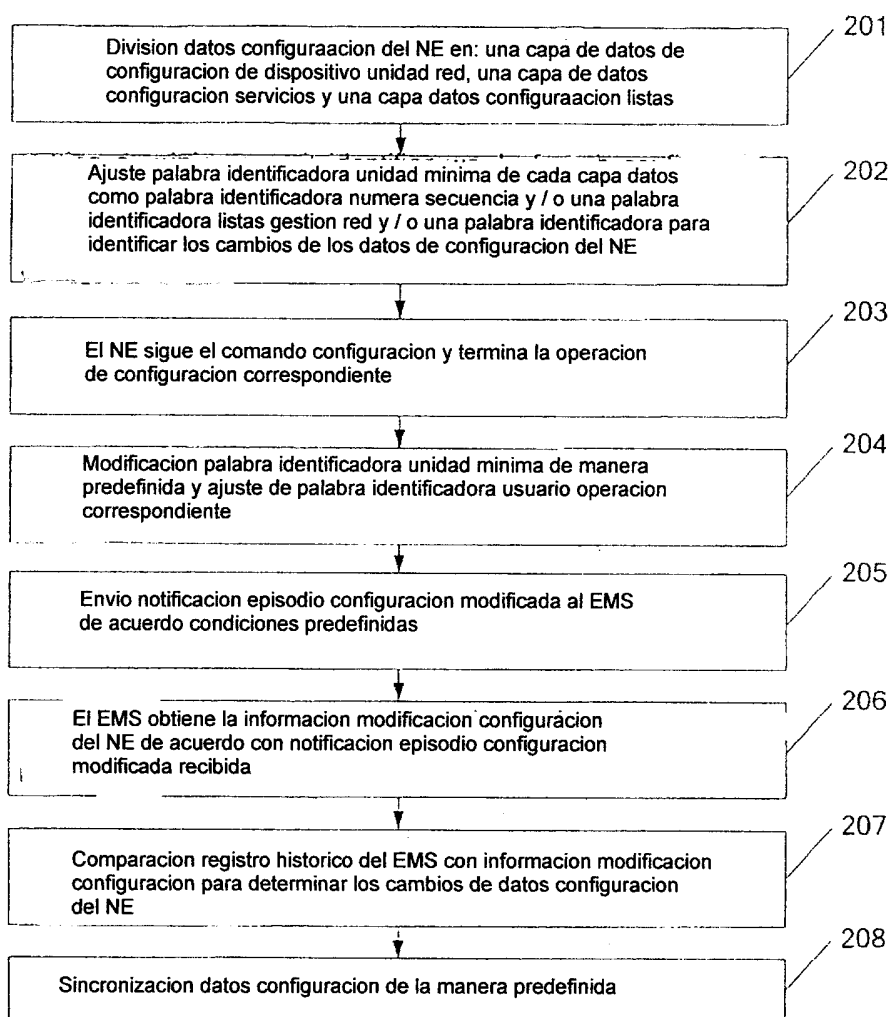 201
Division datos configuraacion del NE en: una capa de datos de
configuracion de dispositivo unidad red, una capa de datos
configuracion servicios y una capa datos configuraacion listas
202
Ajuste palabra identificadora unidad minima de cada capa datos
como palabra identificadora numera secuencia y / o una palabra
identificadora listas gestion red y / o una palabra identificadora para
identificar los cambios de los datos de configuracion del NE
203
El NE sigue el comando configuracion y termina la operacion
de configuracion correspondiente
204
Modificacion palabra identificadora unidad minima de manera
predefinida y ajuste de palabra identificadora usuario operacion
correspondiente
205
Envio notificacion episodio configuracion modificada al EMS
de acuerdo condiciones predefinidas
206
El EMS obtiene la informacion modificacion configuracion
del NE de acuerdo con notificacion episodio configuracion
modificada recibida
207
Comparacion registro historico del EMS con informacion modificacion
configuracion para determinar los cambios de datos configuracion
del NE
208
Sincronizacion datos configuracion de la manera predefinida